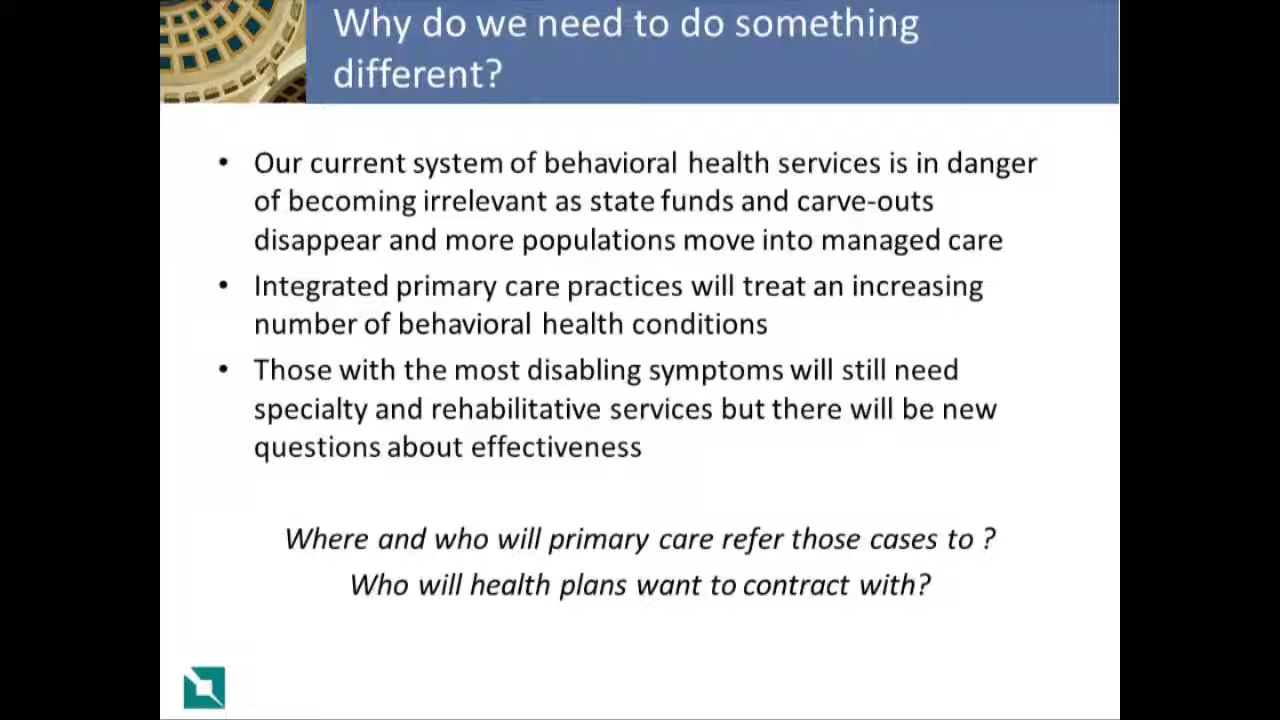 Why do we need to do something
different?
• Our current system of behavioral health services is in danger
of becoming irrelevant as state funds and carve-outs
disappear and more populations move into managed care
• Integrated primary care practices will treat an increasing
number of behavioral health conditions
• Those with the most disabling symptoms will still need
specialty and rehabilitative services but there will be new
questions about effectiveness
Where and who will primary care refer those cases to ?
Who will health plans want to contract with?